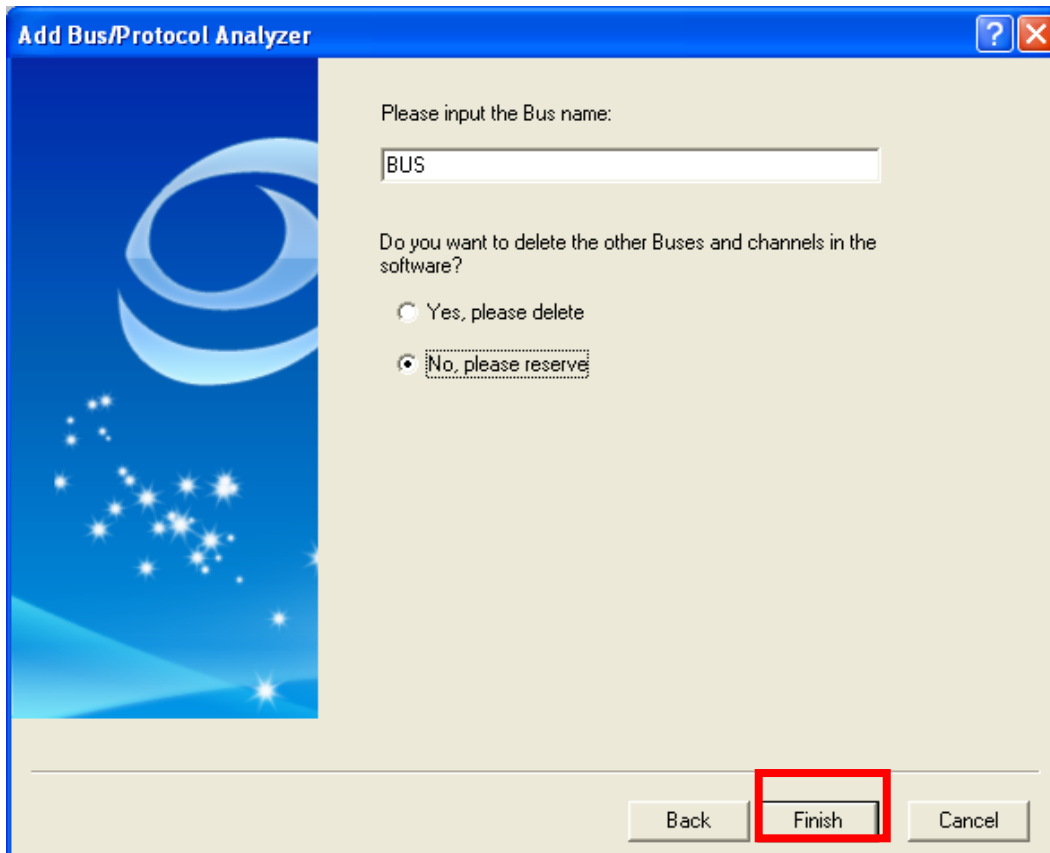 Add Bus/Protocol Analyzer
Please input the Bus name:
BUS
Do you want to delete the other Buses and channels in the
software?
Yes, please delete
No, please reserve
Back
Finish
Cancel